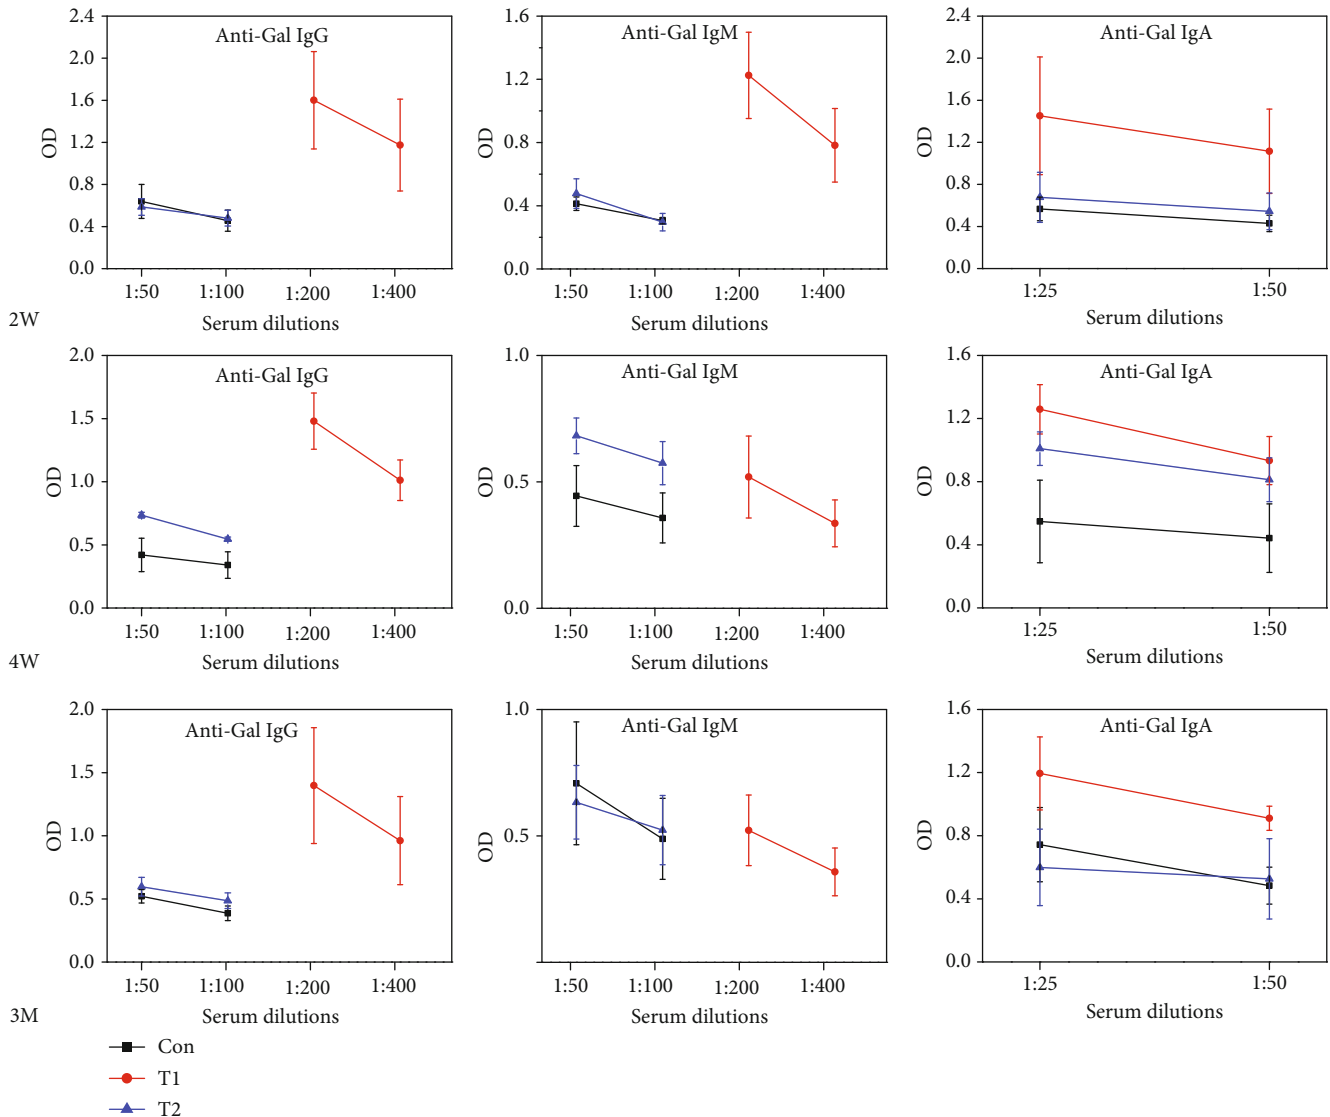 Anti-Gal IgG
OD
2.4
2.0
1.6
1.2
0.8
0.4
0.0
1:50 1:100 1:200 1:400
Serum dilutions
Anti-Gal IgM
OD
1.6
1.2
0.8
0.4
0.0
1:50 1:100 1:200 1:400
Serum dilutions
Anti-Gal IgA
OD
2.4
2.0
1.6
1.2
0.8
0.4
0.0
1:25 1:50
Serum dilutions
2W
Anti-Gal IgG
OD
2.0
1.5
1.0
0.5
0.0
1:50 1:100 1:200 1:400
Serum dilutions
Anti-Gal IgM
OD
1.0
0.5
0.0
1:50 1:100 1:200 1:400
Serum dilutions
Anti-Gal IgA
OD
1.6
1.2
0.8
0.4
0.0
1:25 1:50
Serum dilutions
4W
Anti-Gal IgG
OD
2.0
1.5
1.0
0.5
0.0
1:50 1:100 1:200 1:400
Serum dilutions
Anti-Gal IgM
OD
1.0
0.5
1:50 1:100 1:200 1:400
Serum dilutions
Anti-Gal IgA
OD
1.6
1.2
0.8
0.4
0.0
1:25 1:50
Serum dilutions
3M
Con
T1
T2